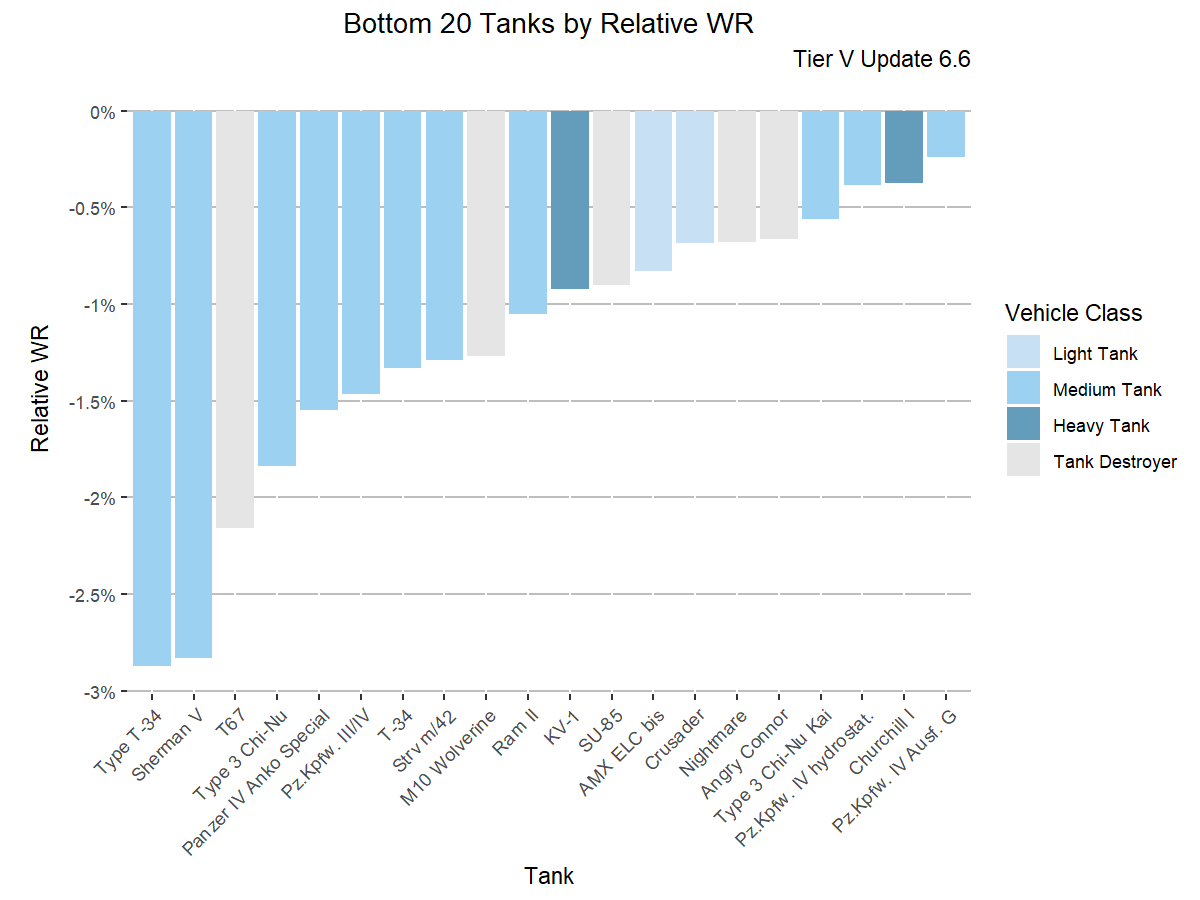 Bottom 20 Tanks by Relative WR
Tier V Update 6.6
Relative WR
0%
-0.5%
-1%
-1.5%
-2%
-2.5%
-3%
Type T-34
Sherman V
T67
Type 3 Chi-Nu
Panzer IV Anko Special
Pz.Kpfw. III/IV
T-34
Strv m/42
M10 Wolverine
Ram II
KV-1
SU-85
AMX ELC bis
Crusader
Nightmare
Angry Connor
Type 3 Chi-Nu Kai
Pz.Kpfw. IV hydrostat.
Churchill I
Pz.Kpfw. IV Ausf. G
Tank
Vehicle Class
Light Tank
Medium Tank
Heavy Tank
Tank Destroyer